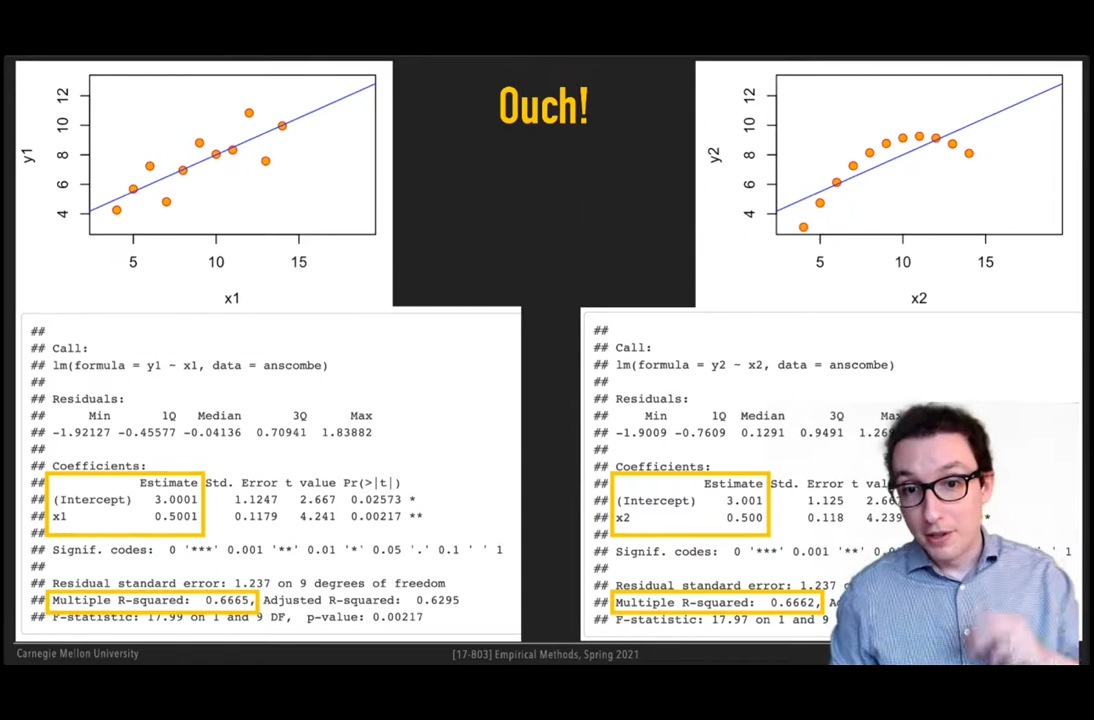 Ouch!
y1
12
10
8
6
4
5 10 15
x1
##
## Call:
## lm(formula = y1 ~ x1, data = anscombe)
##
## Residuals:
## Min 1Q Median 3Q Max
## -1.92127 -0.45577 -0.04136 0.70941 1.83882
##
## Coefficients:
## Estimate Std. Error t value Pr(>|t|)
## (Intercept) 3.0001 1.1247 2.667 0.02573 *
## x1 0.5001 0.1179 4.241 0.00217 **
##
## Signif. codes: 0 '***' 0.001 '**' 0.01 '*' 0.05 '.' 0.1 ' ' 1
##
## Residual standard error: 1.237 on 9 degrees of freedom
## Multiple R-squared: 0.6665, Adjusted R-squared: 0.6295
## F-statistic: 17.99 on 1 and 9 DF, p-value: 0.00217
y2
12
10
8
6
4
5 10 15
x2
##
## Call:
## lm(formula = y2 ~ x2, data = anscombe)
##
## Residuals:
## Min 1Q Median 3Q
## -1.9009 -0.7609 0.1291 0.9491
##
## Coefficients:
## Estimate Std. Error t
## (Intercept) 3.001 1.125
## x2 0.500 0.118 4.239 *
##
## Signif. codes: 0 '***' 0.001 '**' 1
##
## Residual standard error: 1.237
## Multiple R-squared: 0.6662,
## F-statistic: 17.97 on 1 and 9
Carnegie Mellon University
[17-803] Empirical Methods, Spring 2021